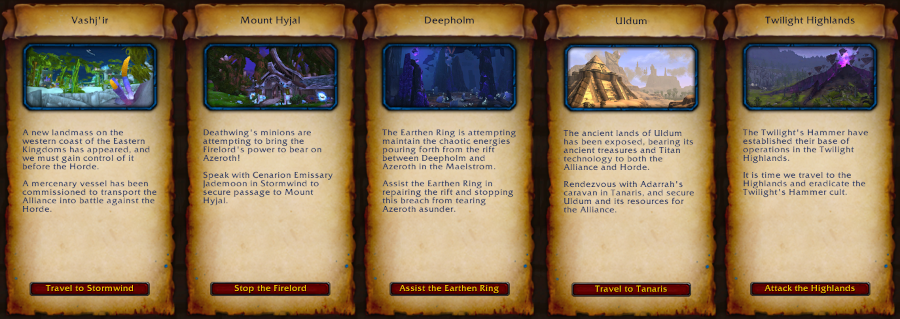 Vashj'ir
A new landmass on the
western coast of the Eastern
Kingdoms has appeared, and
we must gain control of it
before the Horde.
A mercenary vessel has been
commissioned to transport the
Alliance into battle against the
Horde.
Travel to Stormwind
Mount Hyjal
Deathwing's minions are
attempting to bring the
Firelord's power to bear on
Azeroth!
Speak with Cenarion Emissary
Jademoon in Stormwind to
secure passage to Mount
Hyjal.
Stop the Firelord
Deepholm
The Earthen Ring is attempting
maintain the chaotic energies
pouring forth from the rift
between Deepholm and
Azeroth in the Maelstrom.
Assist the Earthen Ring in
repairing the rift and stopping
this breach from tearing
Azeroth asunder.
Assist the Earthen Ring
Uldum
The ancient lands of Uldum
has been exposed, bearing its
ancient treasures and Titan
technology to both the
Alliance and Horde.
Rendezvous with Adarrah's
caravan in Tanaris, and secure
Uldum and its resources for
the Alliance.
Travel to Tanaris
Twilight Highlands
The Twilight's Hammer have
established their base of
operations in the Twilight
Highlands.
It is time we travel to the
Highlands and eradicate the
Twilight's Hammer cult.
Attack the Highlands